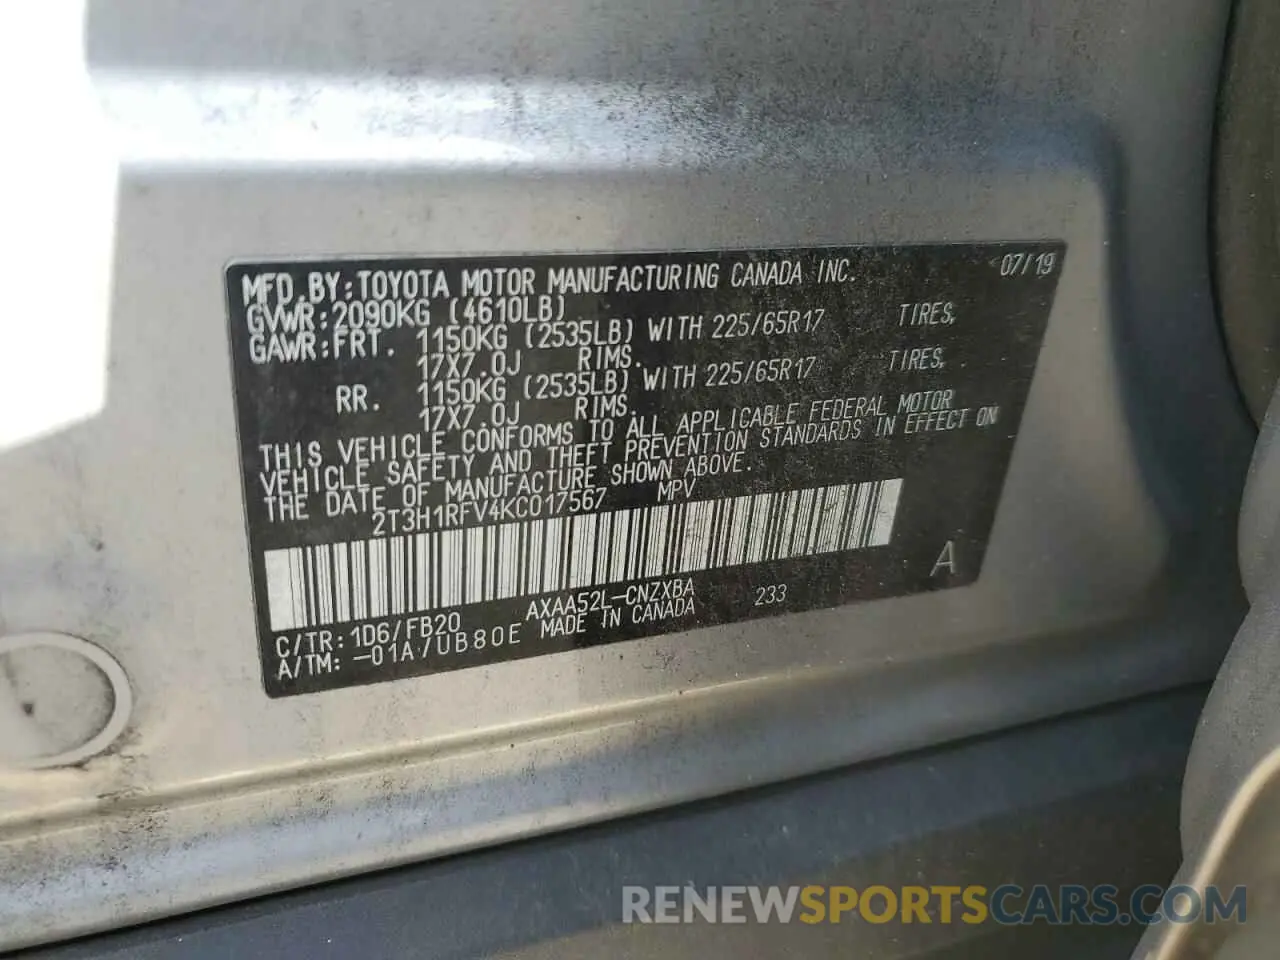 MFD.BY:TOYOTA MOTOR MANUFACTURING CANADA INC. 07/19
GVWR:2090KG (4610LB)
GAWR:FRT. 1150KG (2535LB) WITH 225/65R17 TIRES,
17X7.0J RIMS.
RR. 1150KG (2535LB) WITH 225/65R17 TIRES,
17X7.0J RIMS.
THIS VEHICLE CONFORMS TO ALL APPLICABLE FEDERAL MOTOR
VEHICLE SAFETY AND THEFT PREVENTION STANDARDS IN EFFECT ON
THE DATE OF MANUFACTURE SHOWN ABOVE.
2T3H1RFV4KC017567 MPV
C/TR: 1D6/FB20 AXAA52L-CNZXBA 233 A
A/TM: -01A/UB80E MADE IN CANADA
RENEWSPORTSCARS.COM